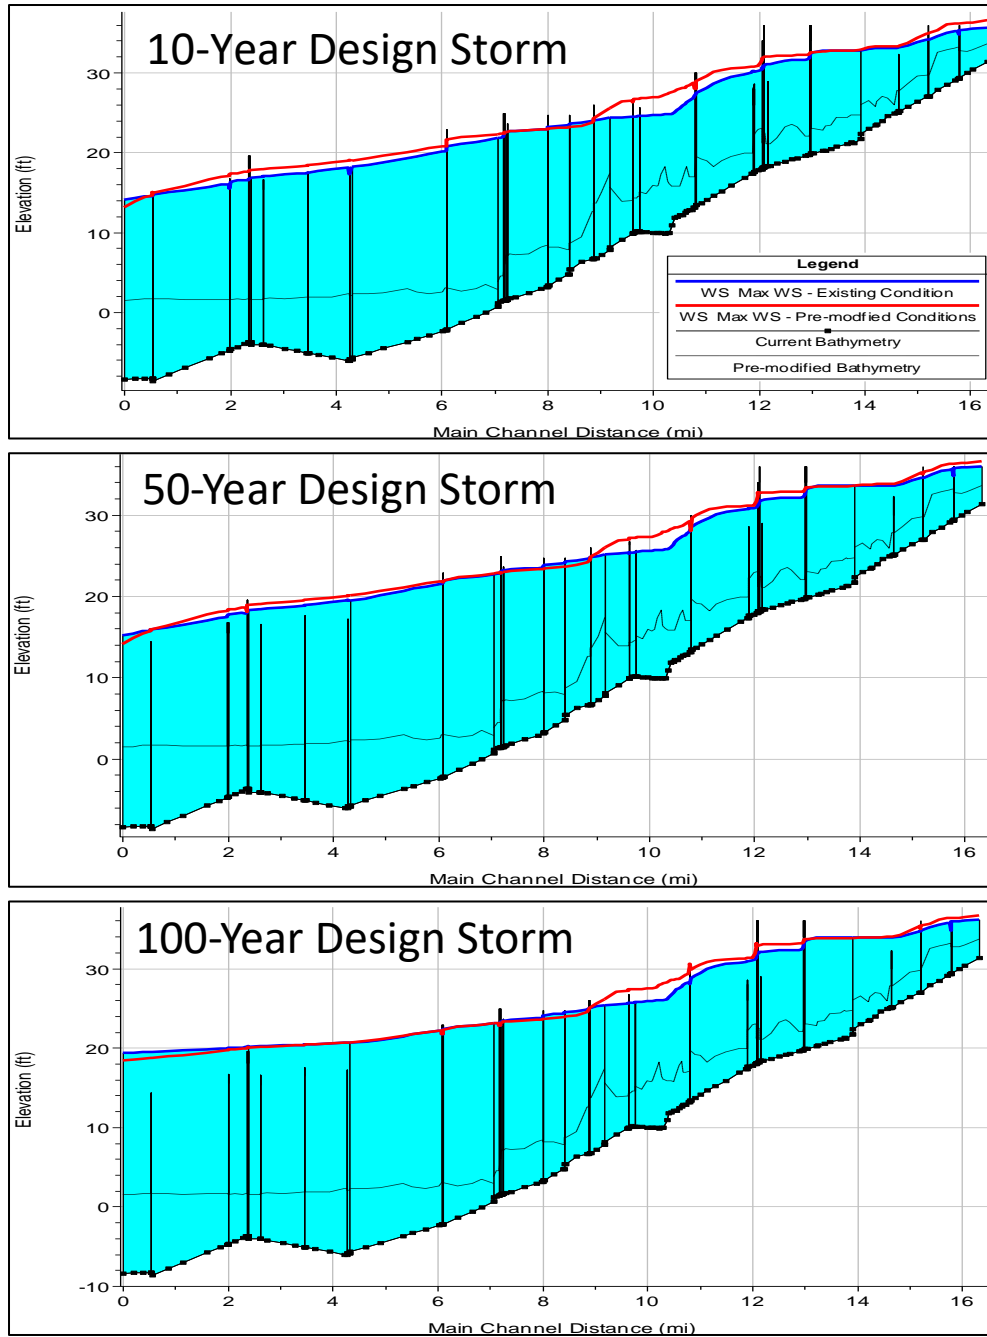 10-Year Design Storm
30
20
10
0
Elevation (ft)
Legend
WS Max WS - Existing Condition
WS Max WS - Pre-modfied Conditions
Current Bathymetry
Pre-modified Bathymetry
0 2 4 6 8 10 12 14 16
Main Channel Distance (mi)
50-Year Design Storm
30
20
10
0
Elevation (ft)
0 2 4 6 8 10 12 14 16
Main Channel Distance (mi)
100-Year Design Storm
30
20
10
0
-10
Elevation (ft)
0 2 4 6 8 10 12 14 16
Main Channel Distance (mi)